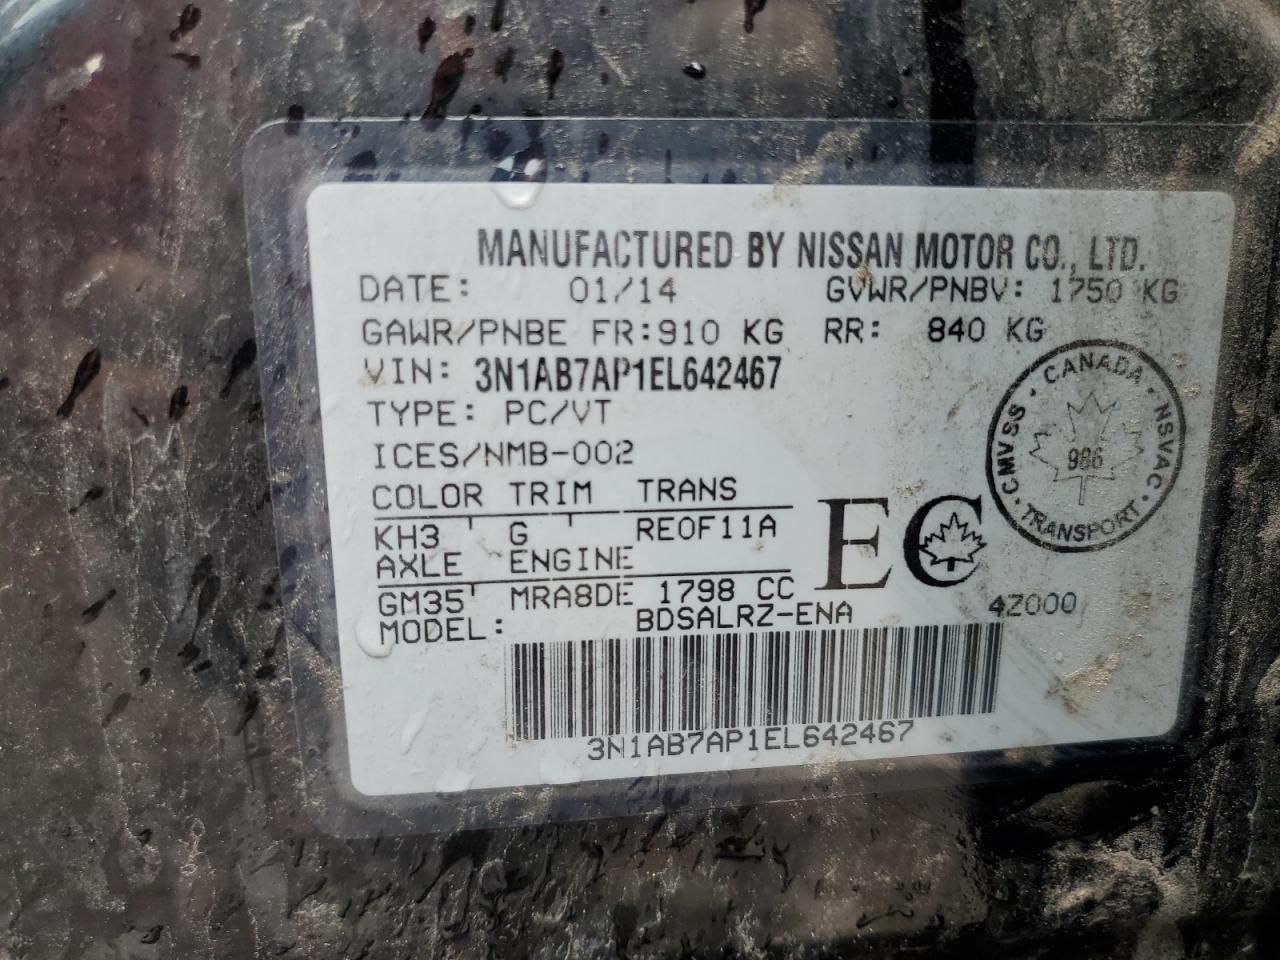 MANUFACTURED BY NISSAN MOTOR CO., LTD.
DATE: 01/14 GVWR/PNBV: 1750 KG
GAWR/PNBE FR:910 KG RR: 840 KG
VIN: 3N1AB7AP1EL642467
TYPE: PC/VT
ICES/NMB-002
COLOR TRIM TRANS
KH3 G RE0F11A
AXLE ENGINE
GM35 MRA8DE 1798 CC
MODEL: BDSALRZ-ENA 4Z000
EC
CANADA
CMVSS
NSVAC
986
TRANSPORT
3N1AB7AP1EL642467